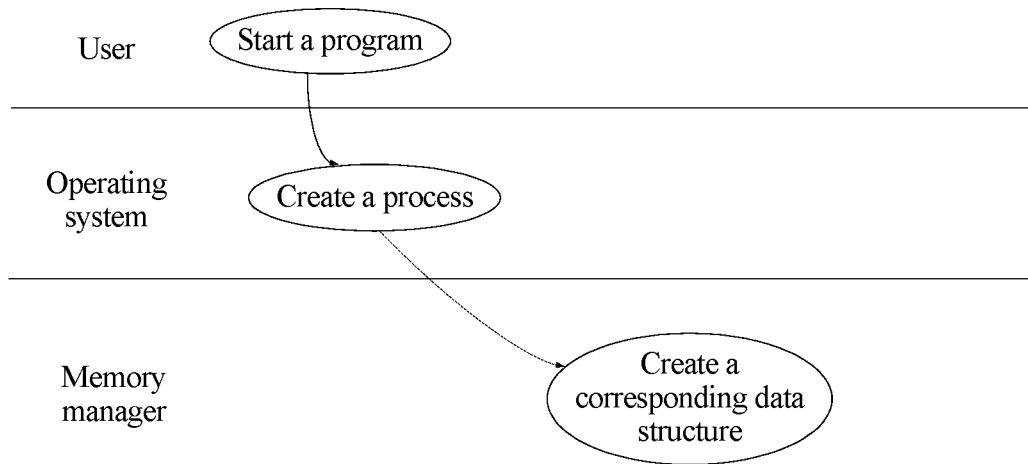 User
Start a program
Operating
system
Create a process
Memory
manager
Create a
corresponding data
structure